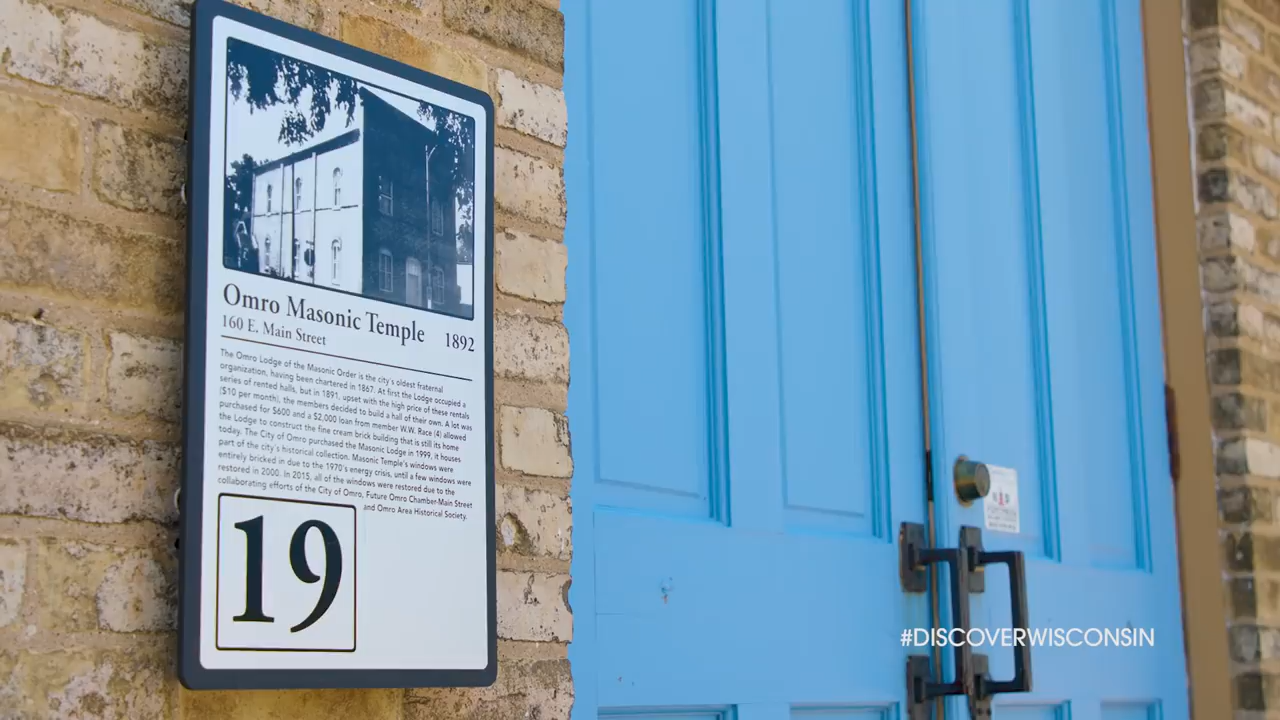 Omro Masonic Temple 1892
160 E. Main Street
The Omro Lodge of the Masonic Order is the city's oldest fraternal
organization, having been chartered in 1867. At first the Lodge occupied a
series of rented halls, but in 1891, upset with the high price of these rentals
($10 per month), the members decided to build a hall of their own. A lot was
purchased for $600 and a $2,000 loan from member W.W. Race (4) allowed
the Lodge to construct the fine cream brick building that is still its home
today. The City of Omro purchased the Masonic Lodge in 1999, it houses
part of the city's historical collection. Masonic Temple's windows were
entirely bricked in due to the 1970's energy crisis, until a few windows were
restored in 2000. In 2015, all of the windows were restored due to the
collaborating efforts of the City of Omro, Future Omro Chamber-Main Street
and Omro Area Historical Society.
19
#DISCOVERWISCONSIN